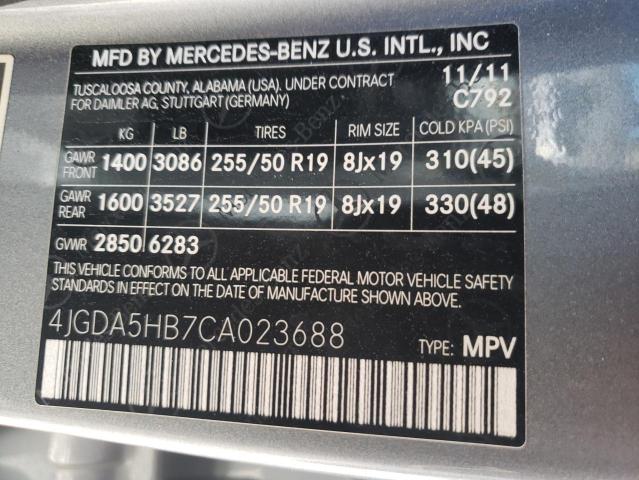 MFD BY MERCEDES-BENZ U.S. INTL., INC
TUSCALOOSA COUNTY, ALABAMA (USA). UNDER CONTRACT 11/11
FOR DAIMLER AG, STUTTGART (GERMANY) C792
KG LB TIRES RIM SIZE COLD KPA (PSI)
GAWR FRONT 1400 3086 255/50 R19 8Jx19 310(45)
GAWR REAR 1600 3527 255/50 R19 8Jx19 330(48)
GVWR 2850 6283
THIS VEHICLE CONFORMS TO ALL APPLICABLE FEDERAL MOTOR VEHICLE SAFETY
STANDARDS IN EFFECT ON THE DATE OF MANUFACTURE SHOWN ABOVE.
4JGDA5HB7CA023688
TYPE: MPV